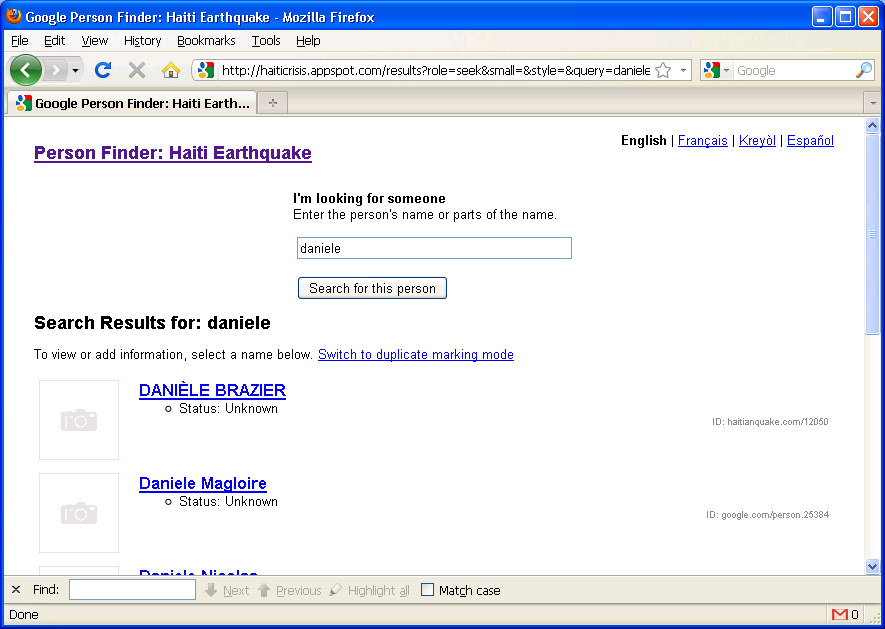 Google Person Finder: Haiti Earthquake - Mozilla Firefox
File Edit View History Bookmarks Tools Help
http://haiticrisis.appspot.com/results?role=seek&small=&style=&query=daniele
Google
Google Person Finder: Haiti Earth...
English | Français | Kreyòl | Español
Person Finder: Haiti Earthquake
I'm looking for someone
Enter the person's name or parts of the name.
daniele
Search for this person
Search Results for: daniele
To view or add information, select a name below. Switch to duplicate marking mode
DANIÈLE BRAZIER
Status: Unknown
ID: haitianquake.com/12050
Daniele Magloire
Status: Unknown
ID: google.com/person.25384
Daniele Nicolas
Find: Next Previous Highlight all Match case
Done 0